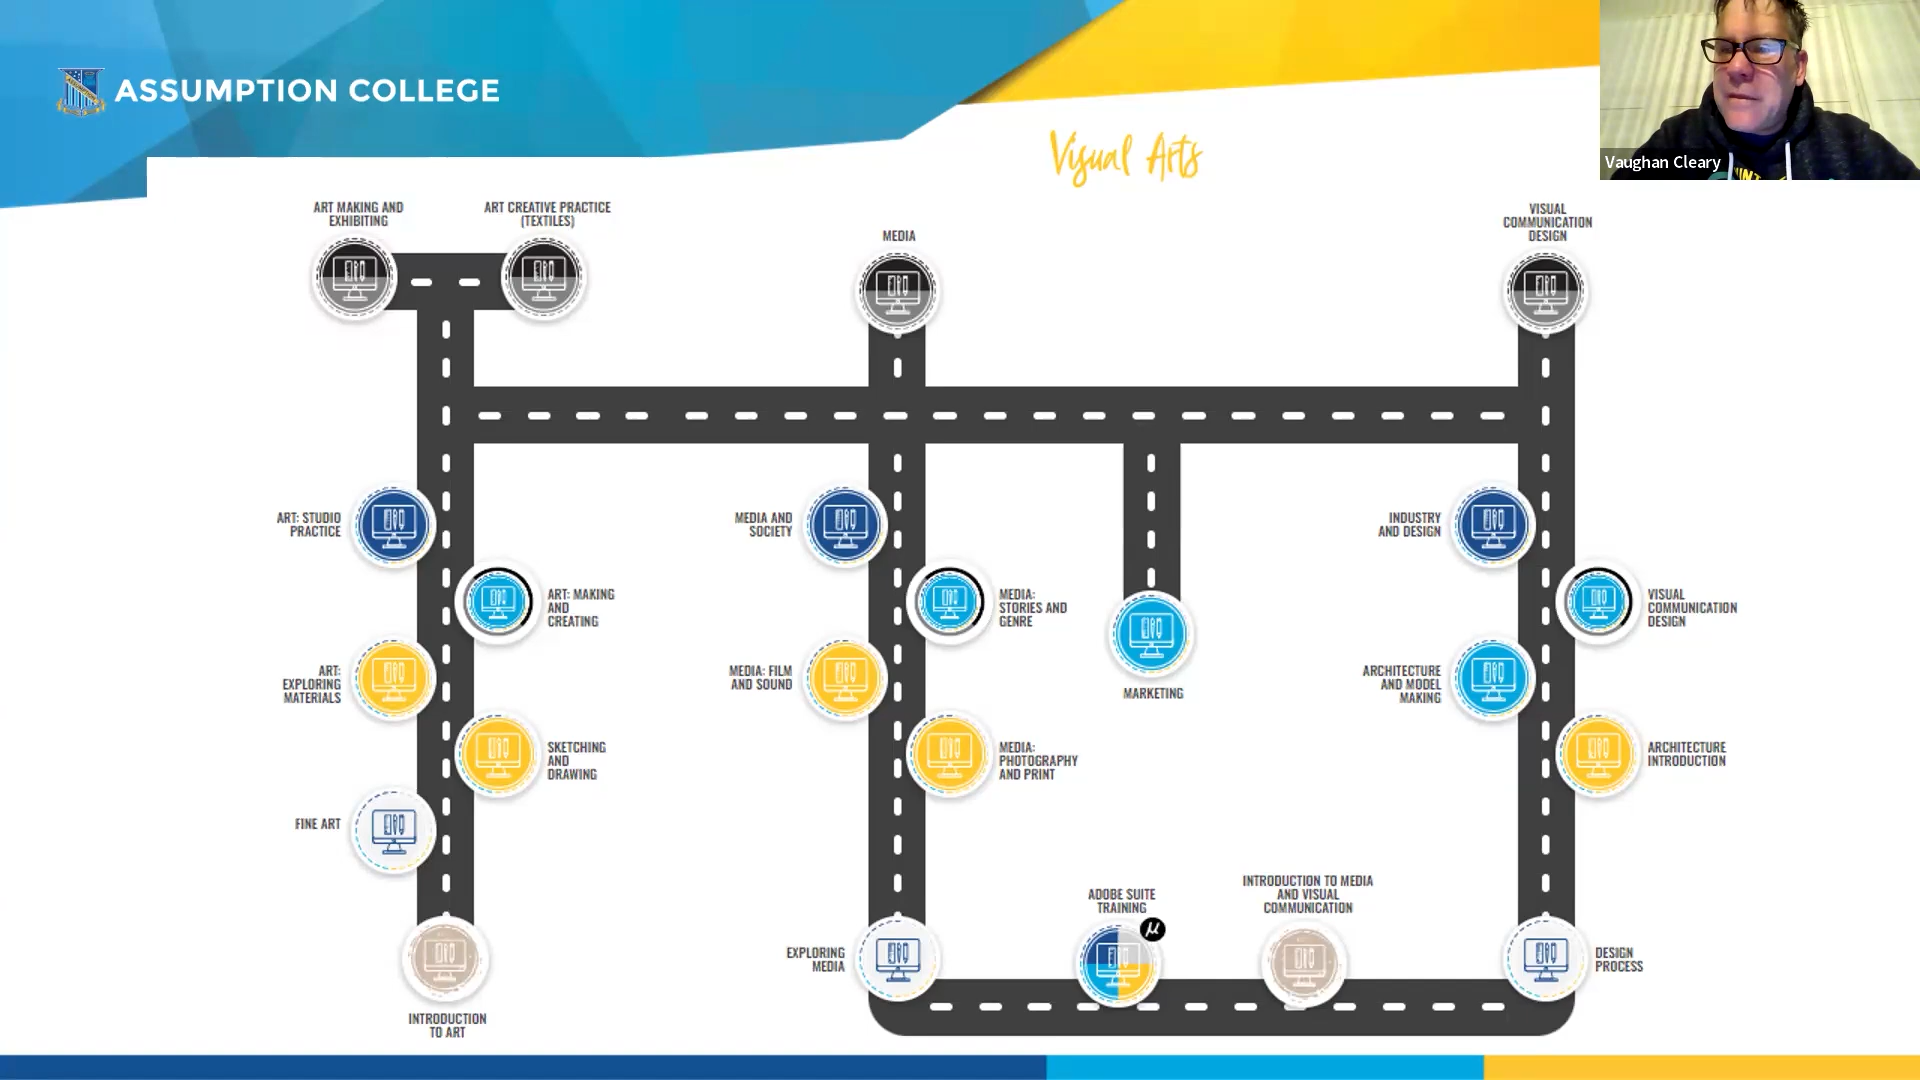 ASSUMPTION COLLEGE
Visual Arts
Vaughan Cleary
ART MAKING AND
EXHIBITING
ART CREATIVE PRACTICE
(TEXTILES)
MEDIA
VISUAL
COMMUNICATION
DESIGN
ART: STUDIO
PRACTICE
MEDIA AND
SOCIETY
INDUSTRY
AND DESIGN
ART: MAKING
AND
CREATING
MEDIA:
STORIES AND
GENRE
VISUAL
COMMUNICATION
DESIGN
ART:
EXPLORING
MATERIALS
MEDIA: FILM
AND SOUND
MARKETING
ARCHITECTURE
AND MODEL
MAKING
SKETCHING
AND
DRAWING
MEDIA:
PHOTOGRAPHY
AND PRINT
ARCHITECTURE
INTRODUCTION
FINE ART
ADOBE SUITE
TRAINING
μ
INTRODUCTION TO MEDIA
AND VISUAL
COMMUNICATION
EXPLORING
MEDIA
DESIGN
PROCESS
INTRODUCTION
TO ART